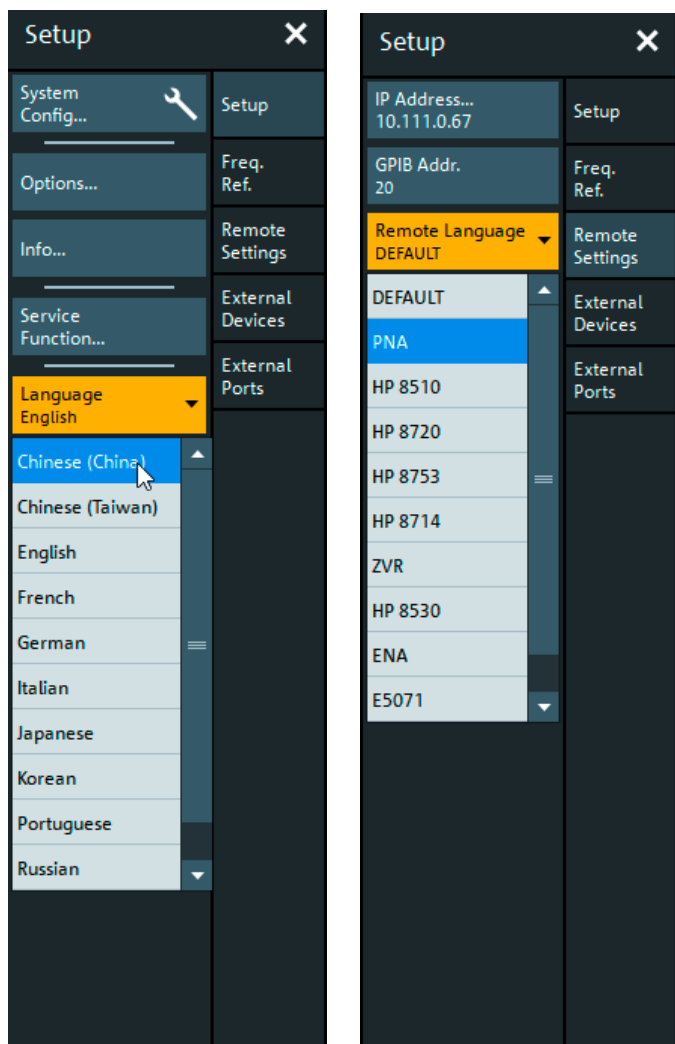 Setup
System
Config...
Options...
Info...
Service
Function...
Language
English
Chinese (China)
Chinese (Taiwan)
English
French
German
Italian
Japanese
Korean
Portuguese
Russian
Setup
Freq.
Ref.
Remote
Settings
External
Devices
External
Ports
Setup
IP Address...
10.111.0.67
GPIB Addr.
20
Remote Language
DEFAULT
DEFAULT
PNA
HP 8510
HP 8720
HP 8753
HP 8714
ZVR
HP 8530
ENA
E5071
Setup
Freq.
Ref.
Remote
Settings
External
Devices
External
Ports